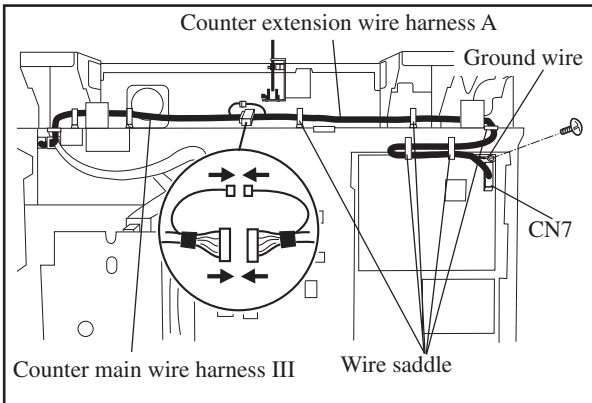 Counter extension wire harness A
Ground wire
CN7
Counter main wire harness III
Wire saddle